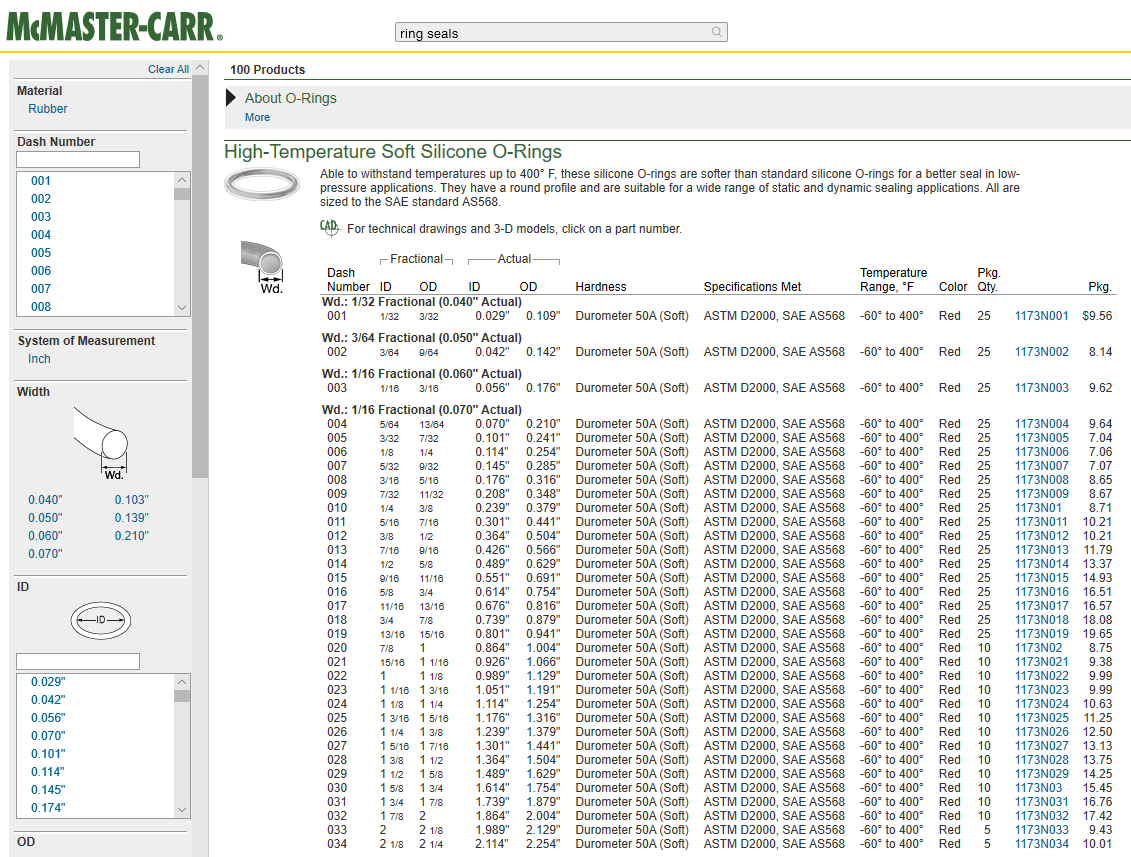 McMASTER-CARR®
ring seals
Clear All
Material
Rubber
Dash Number
001
002
003
004
005
006
007
008
System of Measurement
Inch
Width
Wd.
0.040" 0.103"
0.050" 0.139"
0.060" 0.210"
0.070"
ID
ID
0.029"
0.042"
0.056"
0.070"
0.101"
0.114"
0.145"
0.174"
OD
100 Products
About O-Rings
More
High-Temperature Soft Silicone O-Rings
Able to withstand temperatures up to 400° F, these silicone O-rings are softer than standard silicone O-rings for a better seal in low-
pressure applications. They have a round profile and are suitable for a wide range of static and dynamic sealing applications. All are
sized to the SAE standard AS568.
CAD For technical drawings and 3-D models, click on a part number.
Wd.
Fractional Actual
Dash Temperature Pkg.
Number ID OD ID OD Hardness Specifications Met Range, °F Color Qty. Pkg.
Wd.: 1/32 Fractional (0.040" Actual)
001 1/32 3/32 0.029" 0.109" Durometer 50A (Soft) ASTM D2000, SAE AS568 -60° to 400° Red 25 1173N001 $9.56
Wd.: 3/64 Fractional (0.050" Actual)
002 3/64 9/64 0.042" 0.142" Durometer 50A (Soft) ASTM D2000, SAE AS568 -60° to 400° Red 25 1173N002 8.14
Wd.: 1/16 Fractional (0.060" Actual)
003 1/16 3/16 0.056" 0.176" Durometer 50A (Soft) ASTM D2000, SAE AS568 -60° to 400° Red 25 1173N003 9.62
Wd.: 1/16 Fractional (0.070" Actual)
004 5/64 13/64 0.070" 0.210" Durometer 50A (Soft) ASTM D2000, SAE AS568 -60° to 400° Red 25 1173N004 9.64
005 3/32 7/32 0.101" 0.241" Durometer 50A (Soft) ASTM D2000, SAE AS568 -60° to 400° Red 25 1173N005 7.04
006 1/8 1/4 0.114" 0.254" Durometer 50A (Soft) ASTM D2000, SAE AS568 -60° to 400° Red 25 1173N006 7.06
007 5/32 9/32 0.145" 0.285" Durometer 50A (Soft) ASTM D2000, SAE AS568 -60° to 400° Red 25 1173N007 7.07
008 3/16 5/16 0.176" 0.316" Durometer 50A (Soft) ASTM D2000, SAE AS568 -60° to 400° Red 25 1173N008 8.65
009 7/32 11/32 0.208" 0.348" Durometer 50A (Soft) ASTM D2000, SAE AS568 -60° to 400° Red 25 1173N009 8.67
010 1/4 3/8 0.239" 0.379" Durometer 50A (Soft) ASTM D2000, SAE AS568 -60° to 400° Red 25 1173N01 8.71
011 5/16 7/16 0.301" 0.441" Durometer 50A (Soft) ASTM D2000, SAE AS568 -60° to 400° Red 25 1173N011 10.21
012 3/8 1/2 0.364" 0.504" Durometer 50A (Soft) ASTM D2000, SAE AS568 -60° to 400° Red 25 1173N012 10.21
013 7/16 9/16 0.426" 0.566" Durometer 50A (Soft) ASTM D2000, SAE AS568 -60° to 400° Red 25 1173N013 11.79
014 1/2 5/8 0.489" 0.629" Durometer 50A (Soft) ASTM D2000, SAE AS568 -60° to 400° Red 25 1173N014 13.37
015 9/16 11/16 0.551" 0.691" Durometer 50A (Soft) ASTM D2000, SAE AS568 -60° to 400° Red 25 1173N015 14.93
016 5/8 3/4 0.614" 0.754" Durometer 50A (Soft) ASTM D2000, SAE AS568 -60° to 400° Red 25 1173N016 16.51
017 11/16 13/16 0.676" 0.816" Durometer 50A (Soft) ASTM D2000, SAE AS568 -60° to 400° Red 25 1173N017 16.57
018 3/4 7/8 0.739" 0.879" Durometer 50A (Soft) ASTM D2000, SAE AS568 -60° to 400° Red 25 1173N018 18.08
019 13/16 15/16 0.801" 0.941" Durometer 50A (Soft) ASTM D2000, SAE AS568 -60° to 400° Red 25 1173N019 19.65
020 7/8 1 0.864" 1.004" Durometer 50A (Soft) ASTM D2000, SAE AS568 -60° to 400° Red 10 1173N02 8.75
021 15/16 1 1/16 0.926" 1.066" Durometer 50A (Soft) ASTM D2000, SAE AS568 -60° to 400° Red 10 1173N021 9.38
022 1 1 1/8 0.989" 1.129" Durometer 50A (Soft) ASTM D2000, SAE AS568 -60° to 400° Red 10 1173N022 9.99
023 1 1/16 1 3/16 1.051" 1.191" Durometer 50A (Soft) ASTM D2000, SAE AS568 -60° to 400° Red 10 1173N023 9.99
024 1 1/8 1 1/4 1.114" 1.254" Durometer 50A (Soft) ASTM D2000, SAE AS568 -60° to 400° Red 10 1173N024 10.63
025 1 3/16 1 5/16 1.176" 1.316" Durometer 50A (Soft) ASTM D2000, SAE AS568 -60° to 400° Red 10 1173N025 11.25
026 1 1/4 1 3/8 1.239" 1.379" Durometer 50A (Soft) ASTM D2000, SAE AS568 -60° to 400° Red 10 1173N026 12.50
027 1 5/16 1 7/16 1.301" 1.441" Durometer 50A (Soft) ASTM D2000, SAE AS568 -60° to 400° Red 10 1173N027 13.13
028 1 3/8 1 1/2 1.364" 1.504" Durometer 50A (Soft) ASTM D2000, SAE AS568 -60° to 400° Red 10 1173N028 13.75
029 1 1/2 1 5/8 1.489" 1.629" Durometer 50A (Soft) ASTM D2000, SAE AS568 -60° to 400° Red 10 1173N029 14.25
030 1 5/8 1 3/4 1.614" 1.754" Durometer 50A (Soft) ASTM D2000, SAE AS568 -60° to 400° Red 10 1173N03 15.45
031 1 3/4 1 7/8 1.739" 1.879" Durometer 50A (Soft) ASTM D2000, SAE AS568 -60° to 400° Red 10 1173N031 16.76
032 1 7/8 2 1.864" 2.004" Durometer 50A (Soft) ASTM D2000, SAE AS568 -60° to 400° Red 10 1173N032 17.42
033 2 2 1/8 1.989" 2.129" Durometer 50A (Soft) ASTM D2000, SAE AS568 -60° to 400° Red 5 1173N033 9.43
034 2 1/8 2 1/4 2.114" 2.254" Durometer 50A (Soft) ASTM D2000, SAE AS568 -60° to 400° Red 5 1173N034 10.01